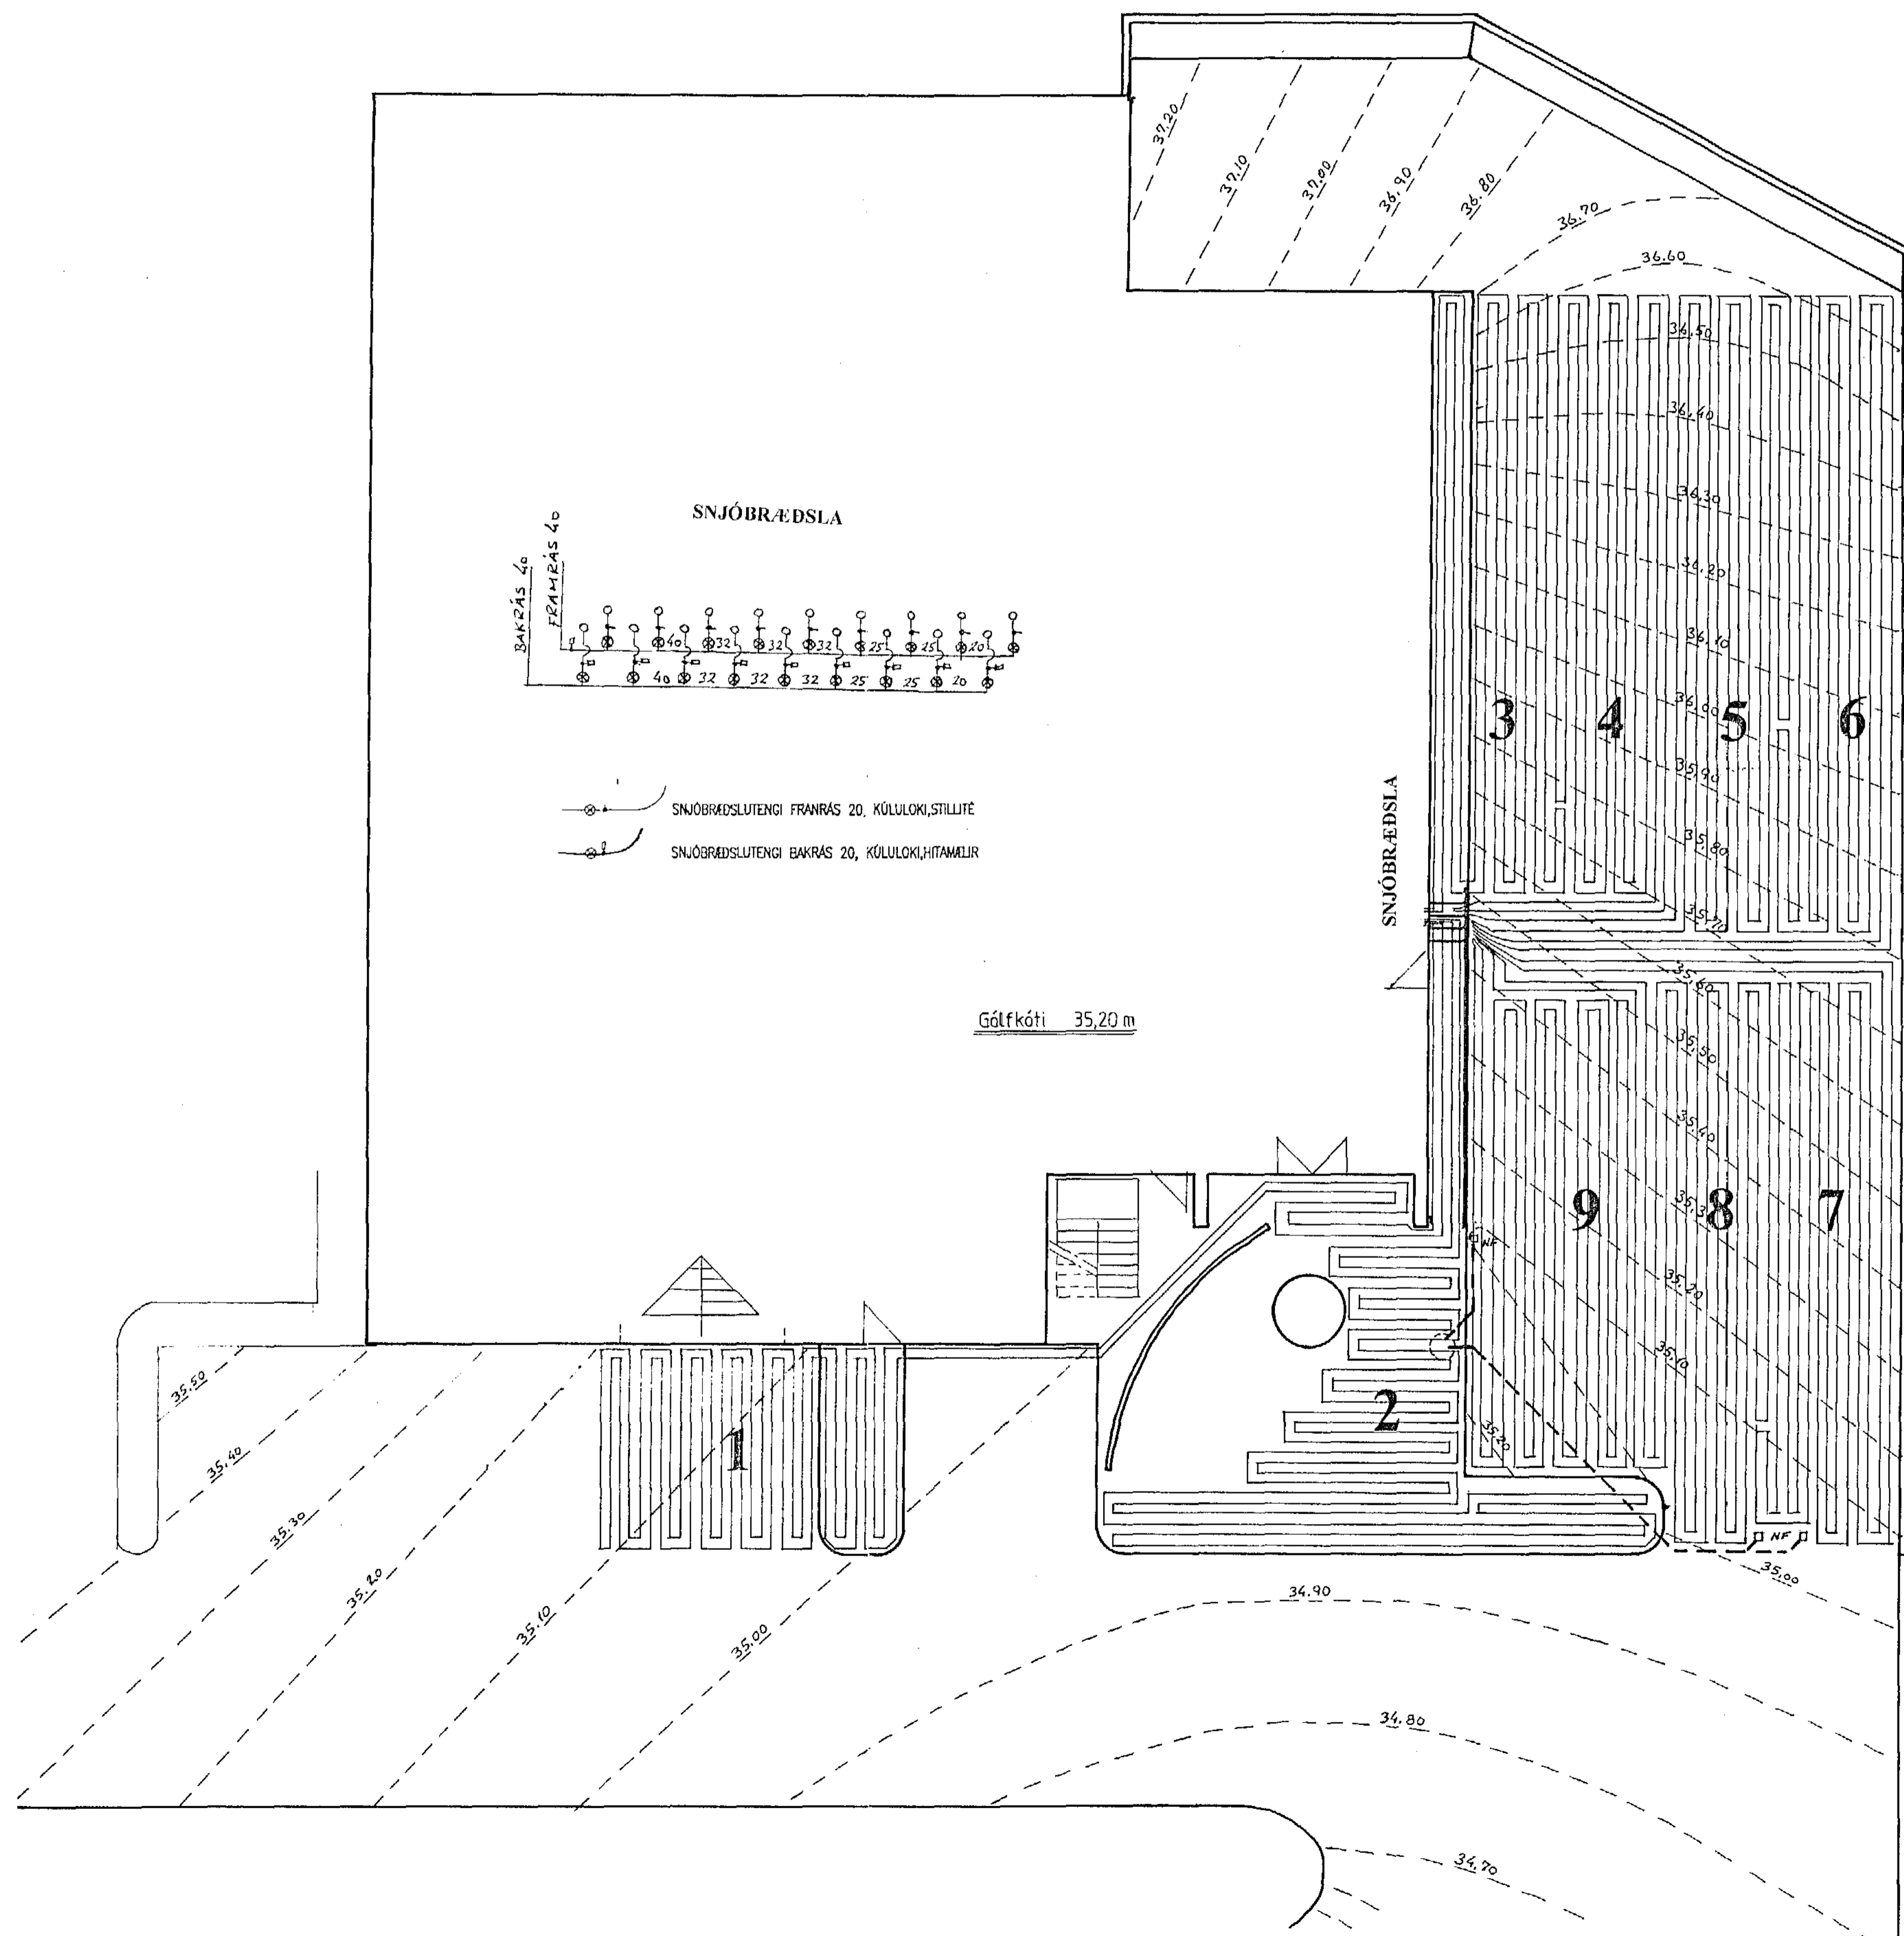 37.20
37.10
37.00
36.90
36.80
36.70
36.60
36.50
36.40
36.30
36.20
36.10
36.00
35.90
35.80
35.70
SNJÓBRÆÐSLA
BAKRÁS 40
FRAMRÁS 40
40 32 32 32 25 25 20
40 32 32 32 25 25 20
SNJÓBRÆÐSLUTENGI FRANRÁS 20, KÚLULOKI,STILLITÉ
SNJÓBRÆÐSLUTENGI BAKRÁS 20, KÚLULOKI,HITAMÆLIR
3 4 5 6
SNJÓBRÆÐSLA
Gólfkóti 35,20 m
35.60
35.50
35.40
35.3
35.20
35.10
9 8 7
NF
2
35.20
NF
35.00
1
35.50
35.40
35.30
35.20
35.10
35.00
34.90
34.80
34.70